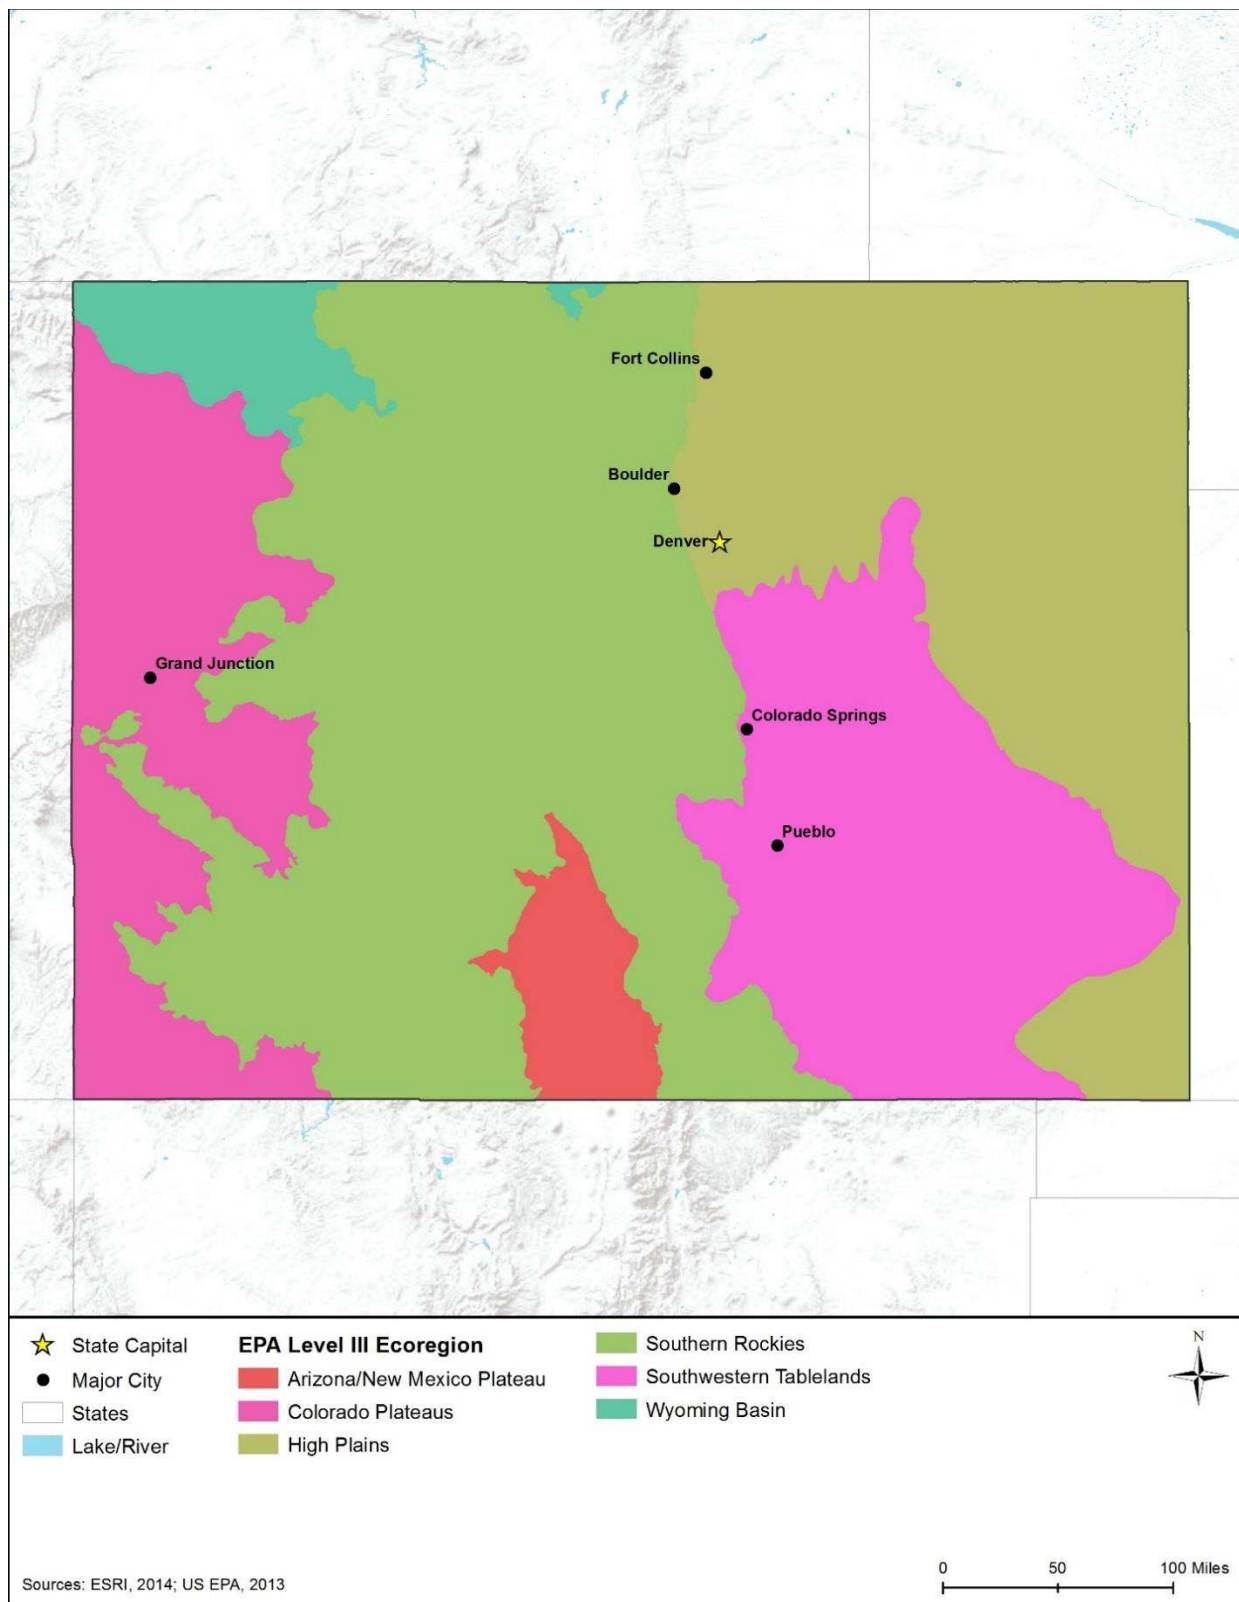 Fort Collins
Boulder
Denver
Grand Junction
Colorado Springs
Pueblo
State Capital
Major City
States
Lake/River
EPA Level III Ecoregion
Arizona/New Mexico Plateau
Colorado Plateaus
High Plains
Southern Rockies
Southwestern Tablelands
Wyoming Basin
N
Sources: ESRI, 2014; US EPA, 2013
0 50 100 Miles